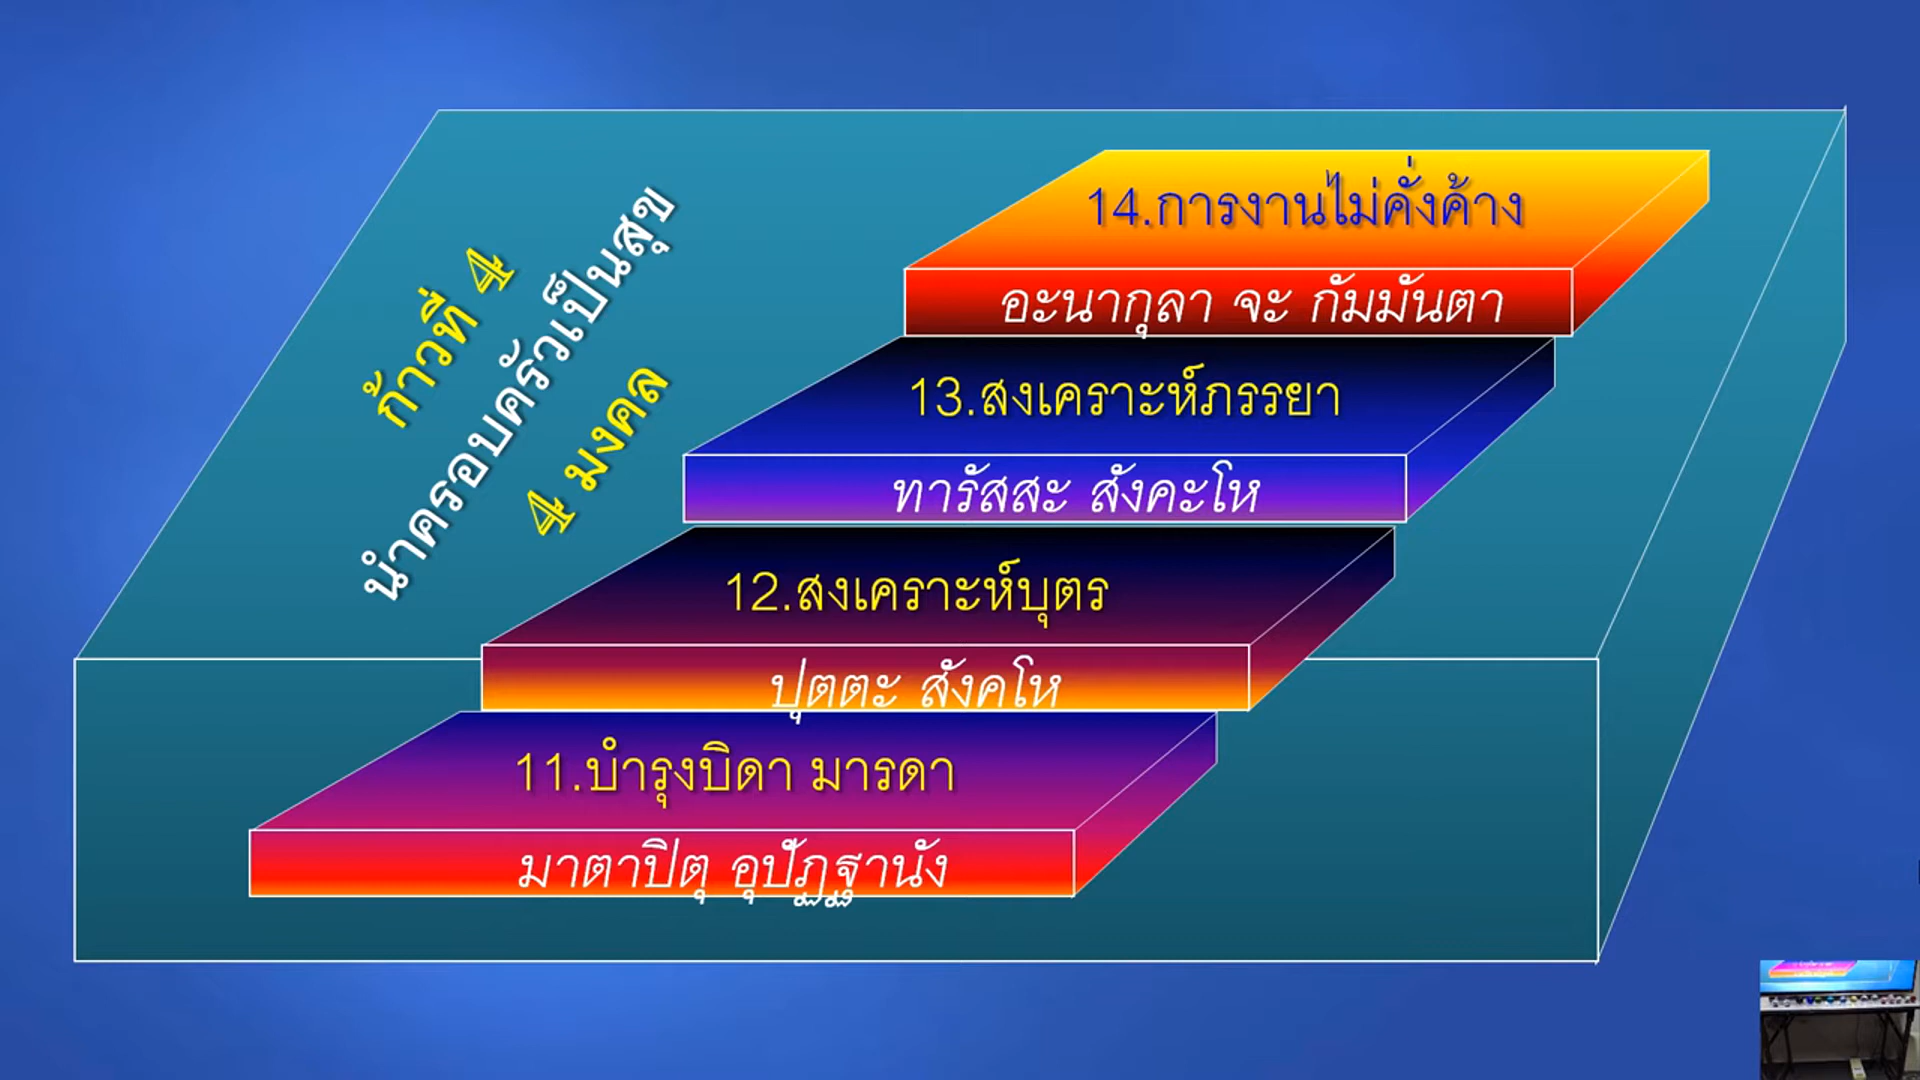 ก้าวที่ 4
นำครอบครัวเป็นสุข
4 มงคล
14.การงานไม่คั่งค้าง
อะนากุลา จะ กัมมันตา
13.สงเคราะห์ภรรยา
ทารัสสะ สังคะโห
12.สงเคราะห์บุตร
ปุตตะ สังคโห
11.บำรุงบิดา มารดา
มาตาปิตุ อุปัฏฐานัง